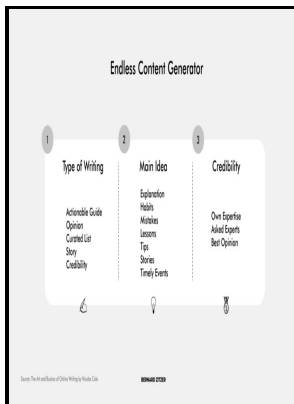 Endless Content Generator
1
Type of Writing
Actionable Guide
Opinion
Curated List
Story
Credibility
2
Main Idea
Explanation
Habits
Mistakes
Lessons
Tips
Stories
Timely Events
3
Credibility
Own Expertise
Asked Experts
Best Opinion
Source: The Art and Business of Online Writing by Nicolas Cole
BERNARD ZITZER